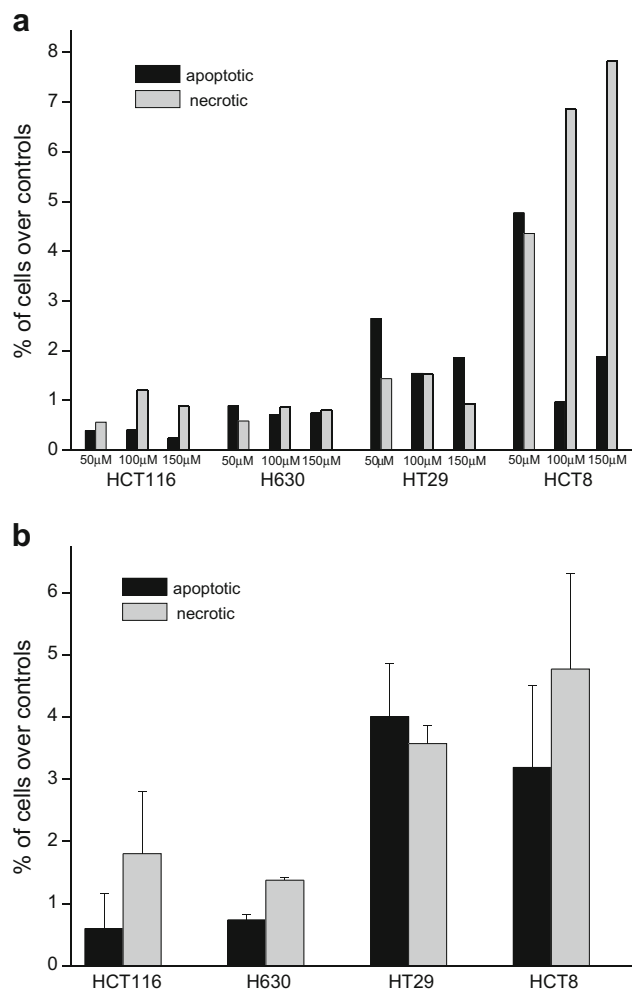 a
% of cells over controls
8
7
6
5
4
3
2
1
0
apoptotic
necrotic
50μM 100μM 150μM 50μM 100μM 150μM 50μM 100μM 150μM 50μM 100μM 150μM
HCT116 H630 HT29 HCT8
b
% of cells over controls
6
5
4
3
2
1
0
apoptotic
necrotic
HCT116 H630 HT29 HCT8